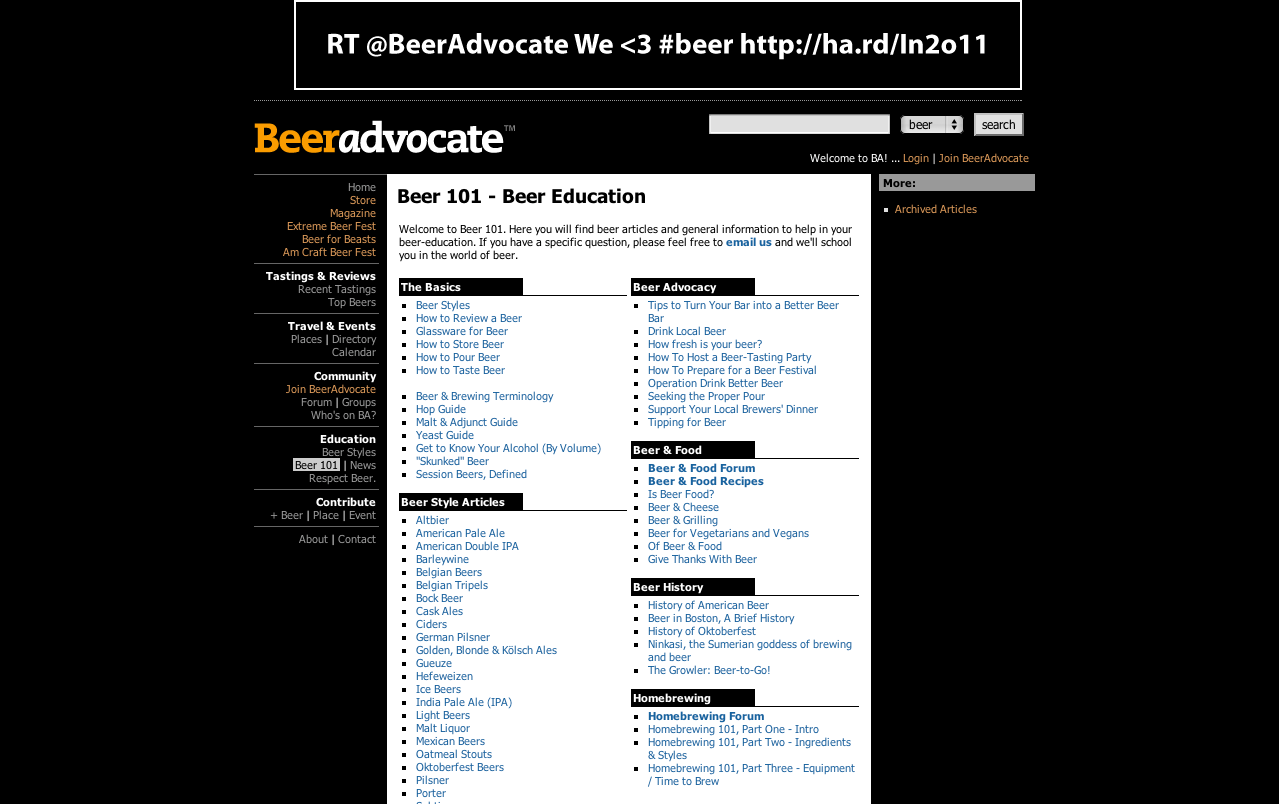 RT @BeerAdvocate We <3 #beer http://ha.rd/In2o11
Beeradvocate™
beer
search
Welcome to BA! ... Login | Join BeerAdvocate
Home
Store
Magazine
Extreme Beer Fest
Beer for Beasts
Am Craft Beer Fest
Tastings & Reviews
Recent Tastings
Top Beers
Travel & Events
Places | Directory
Calendar
Community
Join BeerAdvocate
Forum | Groups
Who's on BA?
Education
Beer Styles
Beer 101 | News
Respect Beer.
Contribute
+ Beer | Place | Event
About | Contact
Beer 101 - Beer Education
Welcome to Beer 101. Here you will find beer articles and general information to help in your
beer-education. If you have a specific question, please feel free to email us and we'll school
you in the world of beer.
The Basics
Beer Styles
How to Review a Beer
Glassware for Beer
How to Store Beer
How to Pour Beer
How to Taste Beer
Beer & Brewing Terminology
Hop Guide
Malt & Adjunct Guide
Yeast Guide
Get to Know Your Alcohol (By Volume)
"Skunked" Beer
Session Beers, Defined
Beer Style Articles
Altbier
American Pale Ale
American Double IPA
Barleywine
Belgian Beers
Belgian Tripels
Bock Beer
Cask Ales
Ciders
German Pilsner
Golden, Blonde & Kölsch Ales
Gueuze
Hefeweizen
Ice Beers
India Pale Ale (IPA)
Light Beers
Malt Liquor
Mexican Beers
Oatmeal Stouts
Oktoberfest Beers
Pilsner
Porter
Beer Advocacy
Tips to Turn Your Bar into a Better Beer
Bar
Drink Local Beer
How fresh is your beer?
How To Host a Beer-Tasting Party
How To Prepare for a Beer Festival
Operation Drink Better Beer
Seeking the Proper Pour
Support Your Local Brewers' Dinner
Tipping for Beer
Beer & Food
Beer & Food Forum
Beer & Food Recipes
Is Beer Food?
Beer & Cheese
Beer & Grilling
Beer for Vegetarians and Vegans
Of Beer & Food
Give Thanks With Beer
Beer History
History of American Beer
Beer in Boston, A Brief History
History of Oktoberfest
Ninkasi, the Sumerian goddess of brewing
and beer
The Growler: Beer-to-Go!
Homebrewing
Homebrewing Forum
Homebrewing 101, Part One - Intro
Homebrewing 101, Part Two - Ingredients
& Styles
Homebrewing 101, Part Three - Equipment
/ Time to Brew
More:
Archived Articles